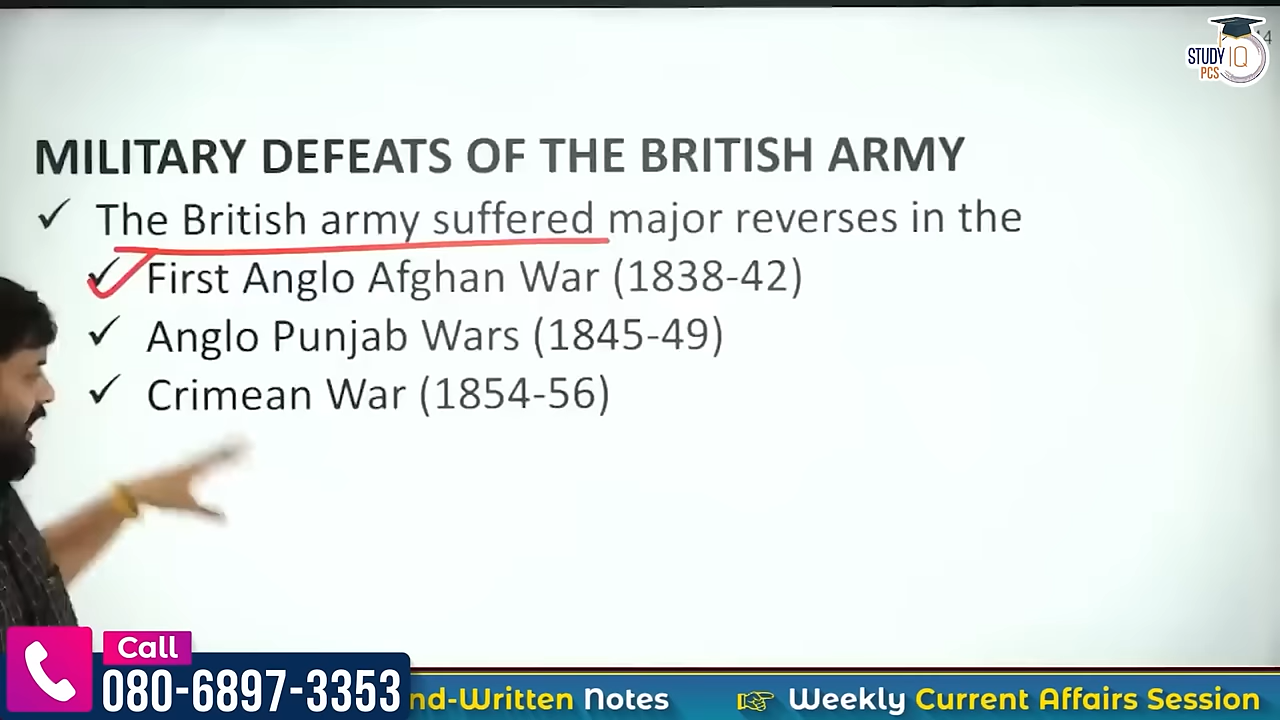 STUDY IQ
PCS
MILITARY DEFEATS OF THE BRITISH ARMY
✓ The British army suffered major reverses in the
✓ First Anglo Afghan War (1838-42)
✓ Anglo Punjab Wars (1845-49)
✓ Crimean War (1854-56)
Call
080-6897-3353
nd-Written Notes Weekly Current Affairs Session